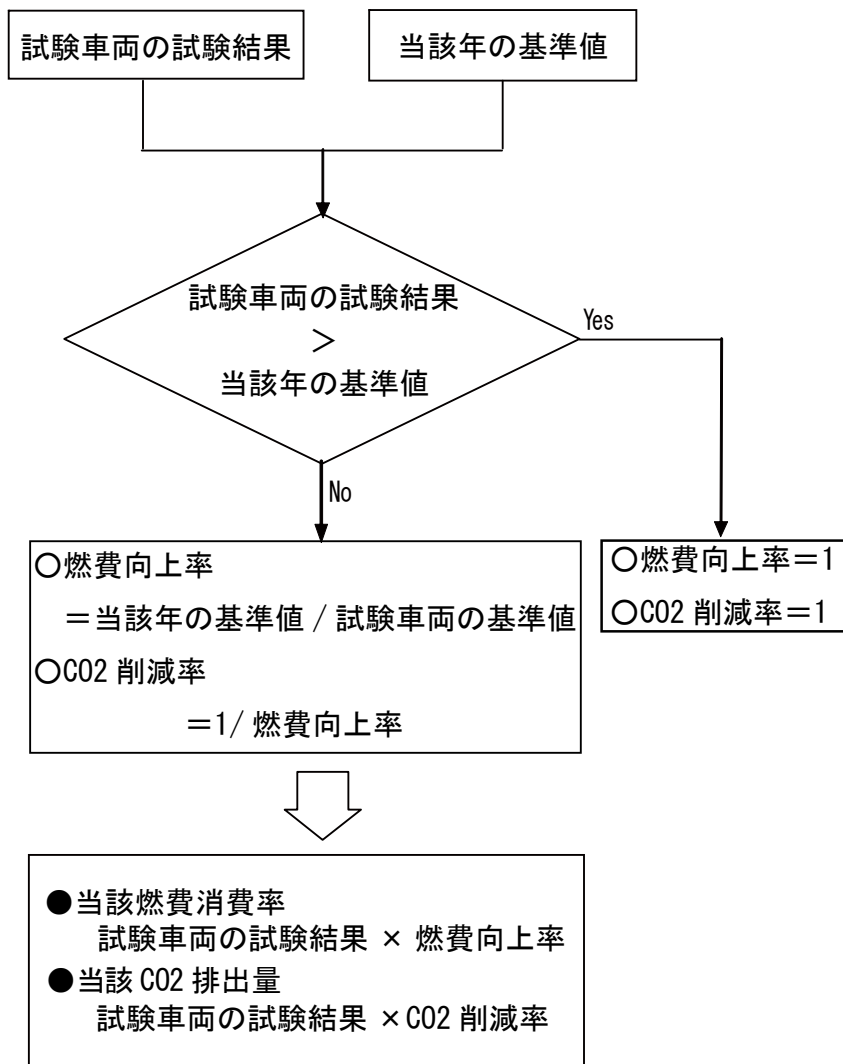 試験車両の試験結果
当該年の基準値
試験車両の試験結果
＞
当該年の基準値
Yes
No
○燃費向上率
＝当該年の基準値 / 試験車両の基準値
○CO2 削減率
＝1/ 燃費向上率
○燃費向上率＝1
○CO2 削減率＝1
●当該燃費消費率
試験車両の試験結果 × 燃費向上率
●当該 CO2 排出量
試験車両の試験結果 ×CO2 削減率